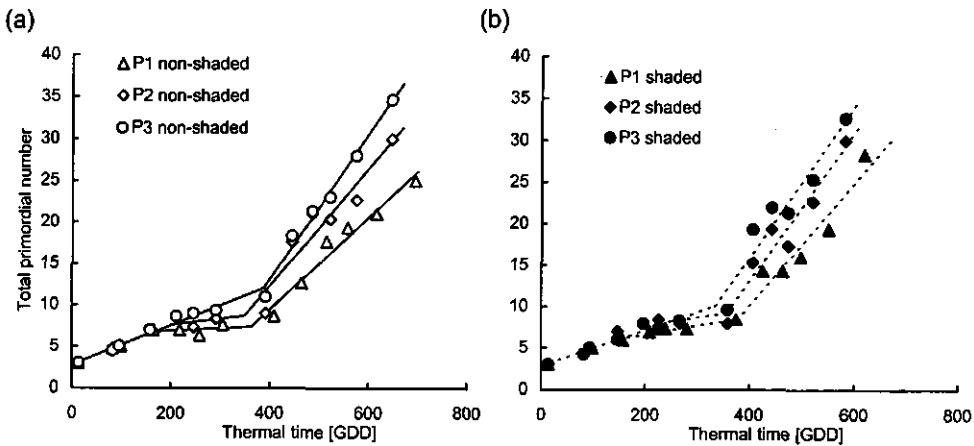 (a)
△ P1 non-shaded
◇ P2 non-shaded
○ P3 non-shaded
Total primordial number
40
35
30
25
20
15
10
5
0
0 200 400 600 800
Thermal time [GDD]
(b)
▲ P1 shaded
◆ P2 shaded
● P3 shaded
40
35
30
25
20
15
10
5
0
0 200 400 600 800
Thermal time [GDD]